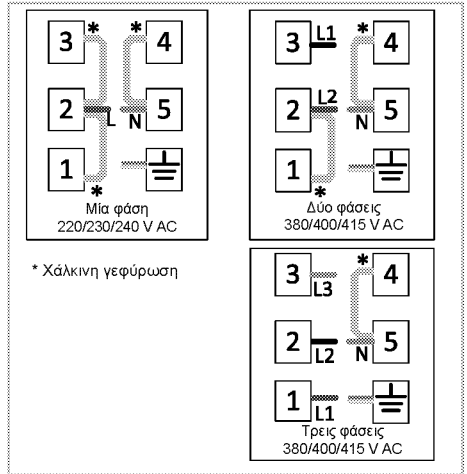 3 * * 4
2 L N 5
1 *
Μία φάση
220/230/240 V AC
3 L1 * 4
2 L2 N 5
1 *
Δύο φάσεις
380/400/415 V AC
* Χάλκινη γεφύρωση
3 L3 * 4
2 L2 N 5
1 L1
Τρεις φάσεις
380/400/415 V AC